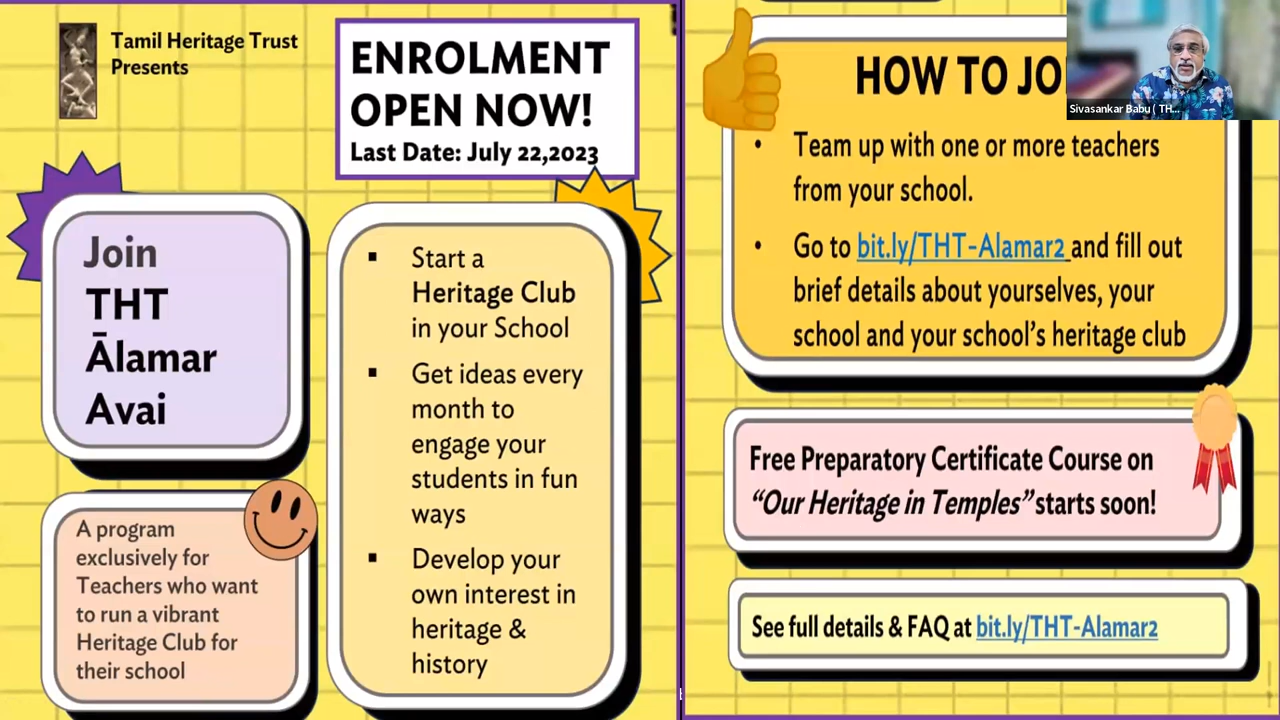 Tamil Heritage Trust
Presents
ENROLMENT
OPEN NOW!
Last Date: July 22,2023
Join
THT
Ālamar
Avai
A program
exclusively for
Teachers who want
to run a vibrant
Heritage Club for
their school
▪ Start a
Heritage Club
in your School
▪ Get ideas every
month to
engage your
students in fun
ways
▪ Develop your
own interest in
heritage &
history
HOW TO JO
Sivasankar Babu ( TH...
• Team up with one or more teachers
from your school.
• Go to bit.ly/THT-Alamar2 and fill out
brief details about yourselves, your
school and your school's heritage club
Free Preparatory Certificate Course on
“Our Heritage in Temples” starts soon!
See full details & FAQ at bit.ly/THT-Alamar2